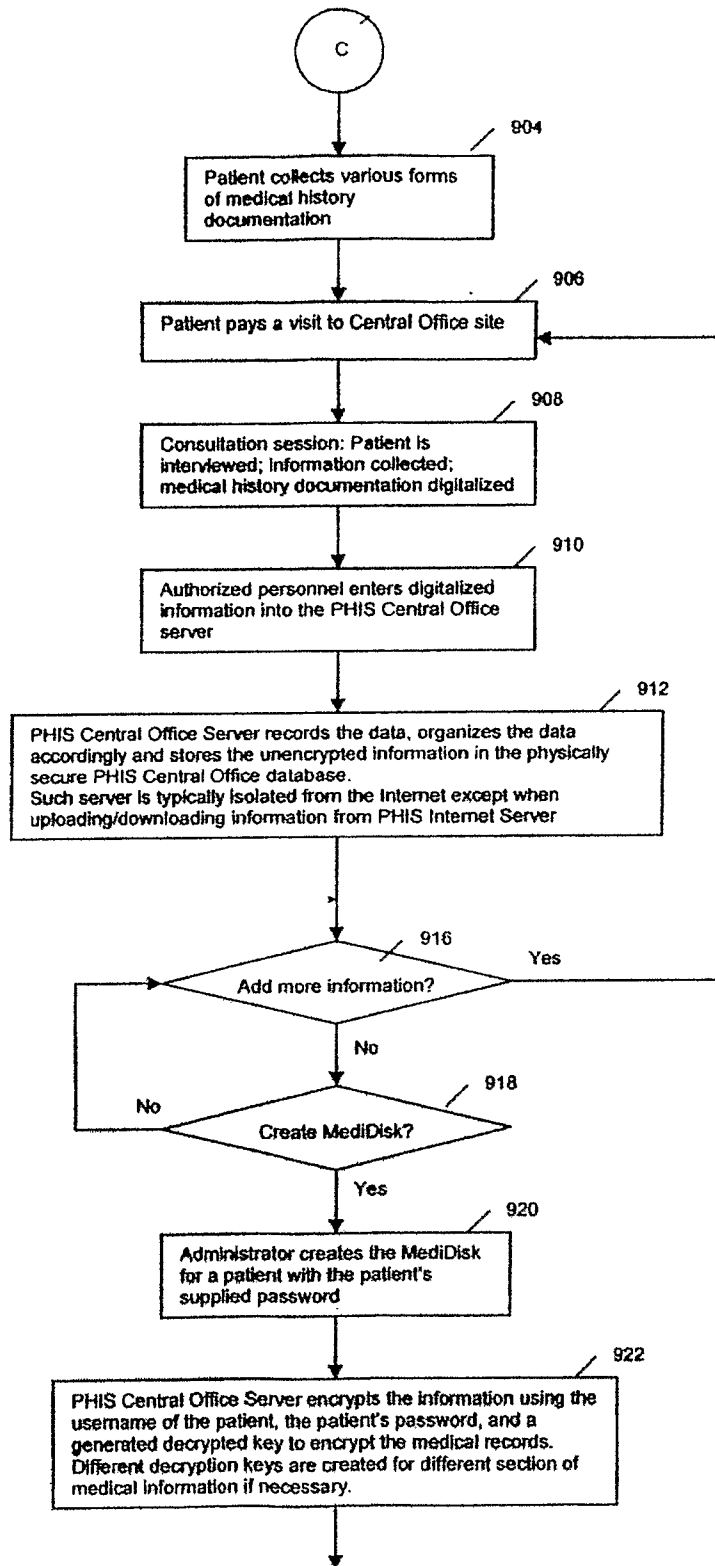 C
904
Patient collects various forms
of medical history
documentation
906
Patient pays a visit to Central Office site
908
Consultation session: Patient is
interviewed; Information collected;
medical history documentation digitalized
910
Authorized personnel enters digitalized
information into the PHIS Central Office
server
912
PHIS Central Office Server records the data, organizes the data
accordingly and stores the unencrypted information in the physically
secure PHIS Central Office database.
Such server is typically isolated from the Internet except when
uploading/downloading information from PHIS Internet Server
916
Yes
Add more information?
No
918
No
Create MediDisk?
Yes
920
Administrator creates the MediDisk
for a patient with the patient's
supplied password
922
PHIS Central Office Server encrypts the information using the
username of the patient, the patient's password, and a
generated decrypted key to encrypt the medical records.
Different decryption keys are created for different section of
medical information if necessary.